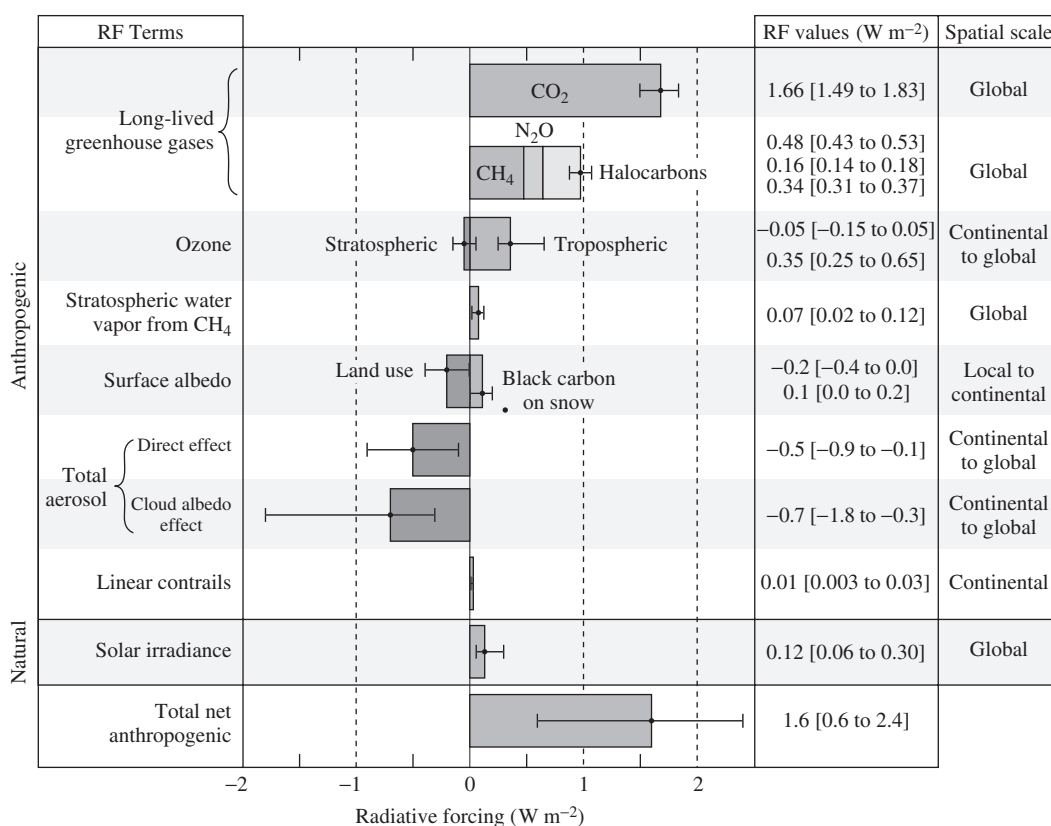 RF Terms
RF values (W m⁻²)
Spatial scale
Anthropogenic
Long-lived
greenhouse gases
CO₂
1.66 [1.49 to 1.83]
Global
N₂O
CH₄
Halocarbons
0.48 [0.43 to 0.53]
0.16 [0.14 to 0.18]
0.34 [0.31 to 0.37]
Global
Ozone
Stratospheric
Tropospheric
−0.05 [−0.15 to 0.05]
0.35 [0.25 to 0.65]
Continental
to global
Stratospheric water
vapor from CH₄
0.07 [0.02 to 0.12]
Global
Surface albedo
Land use
Black carbon
on snow
−0.2 [−0.4 to 0.0]
0.1 [0.0 to 0.2]
Local to
continental
Total
aerosol
Direct effect
−0.5 [−0.9 to −0.1]
Continental
to global
Cloud albedo
effect
−0.7 [−1.8 to −0.3]
Continental
to global
Linear contrails
0.01 [0.003 to 0.03]
Continental
Natural
Solar irradiance
0.12 [0.06 to 0.30]
Global
Total net
anthropogenic
1.6 [0.6 to 2.4]
−2 −1 0 1 2
Radiative forcing (W m⁻²)